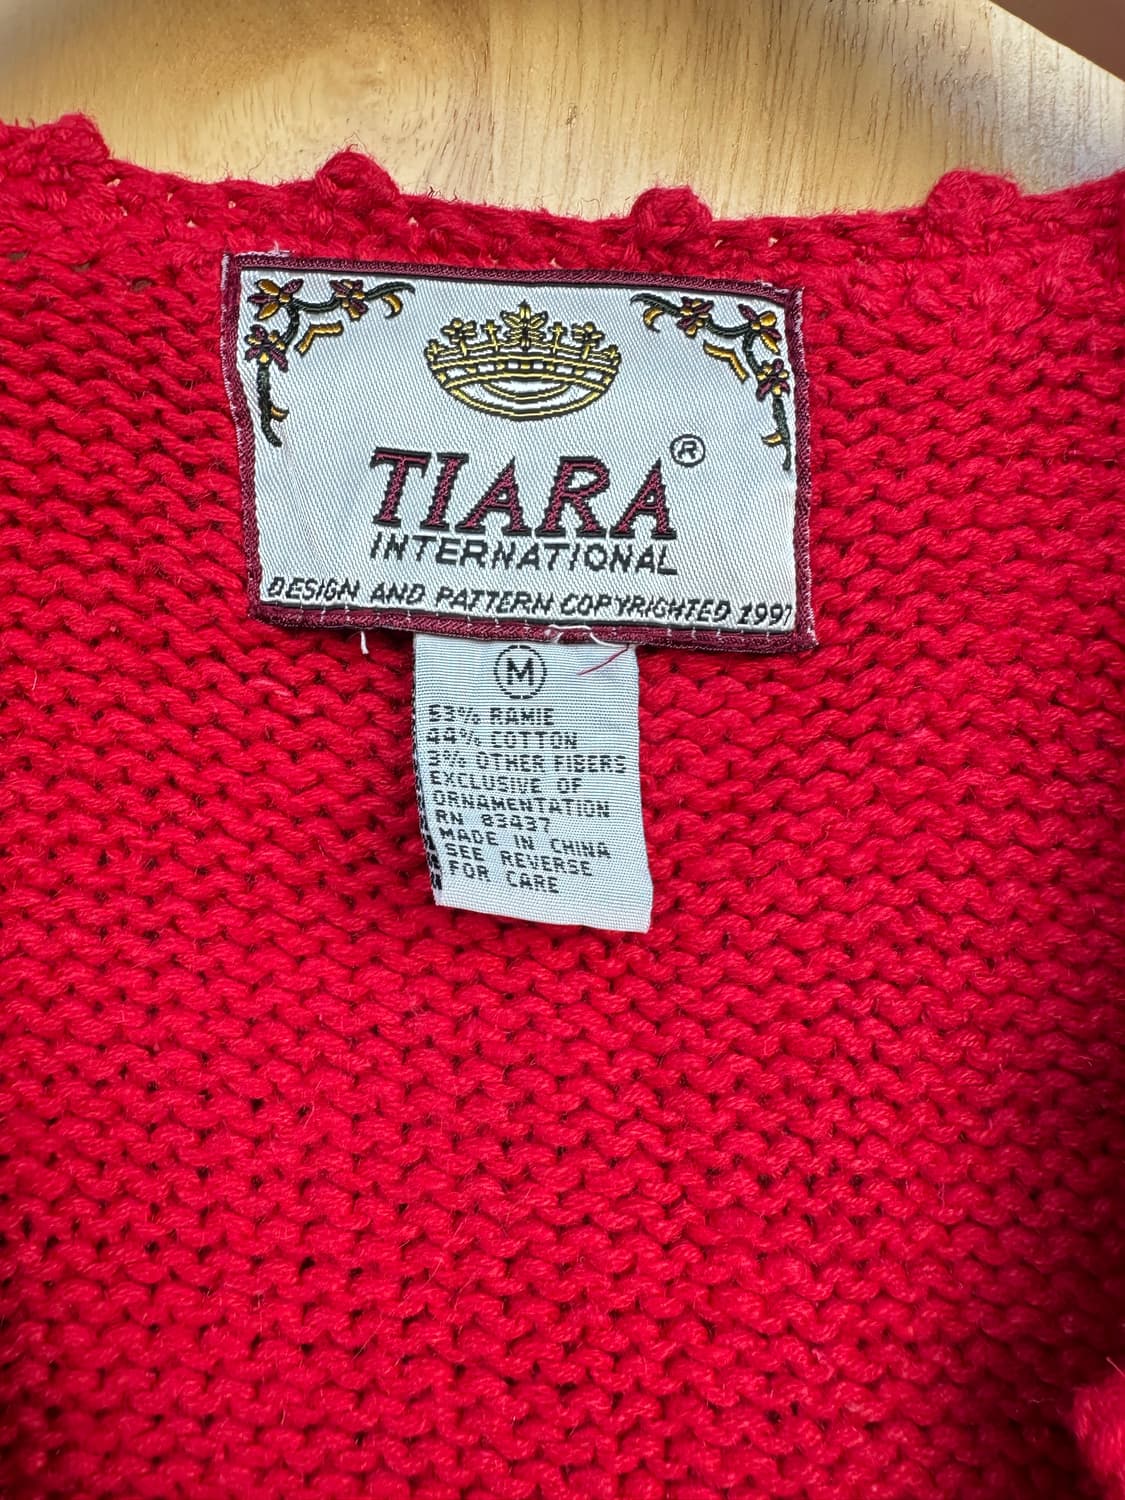 TIARA®
INTERNATIONAL
DESIGN AND PATTERN COPYRIGHTED 1997
M
53% RAMIE
44% COTTON
3% OTHER FIBERS
EXCLUSIVE OF
ORNAMENTATION
RN 83437
MADE IN CHINA
SEE REVERSE
FOR CARE